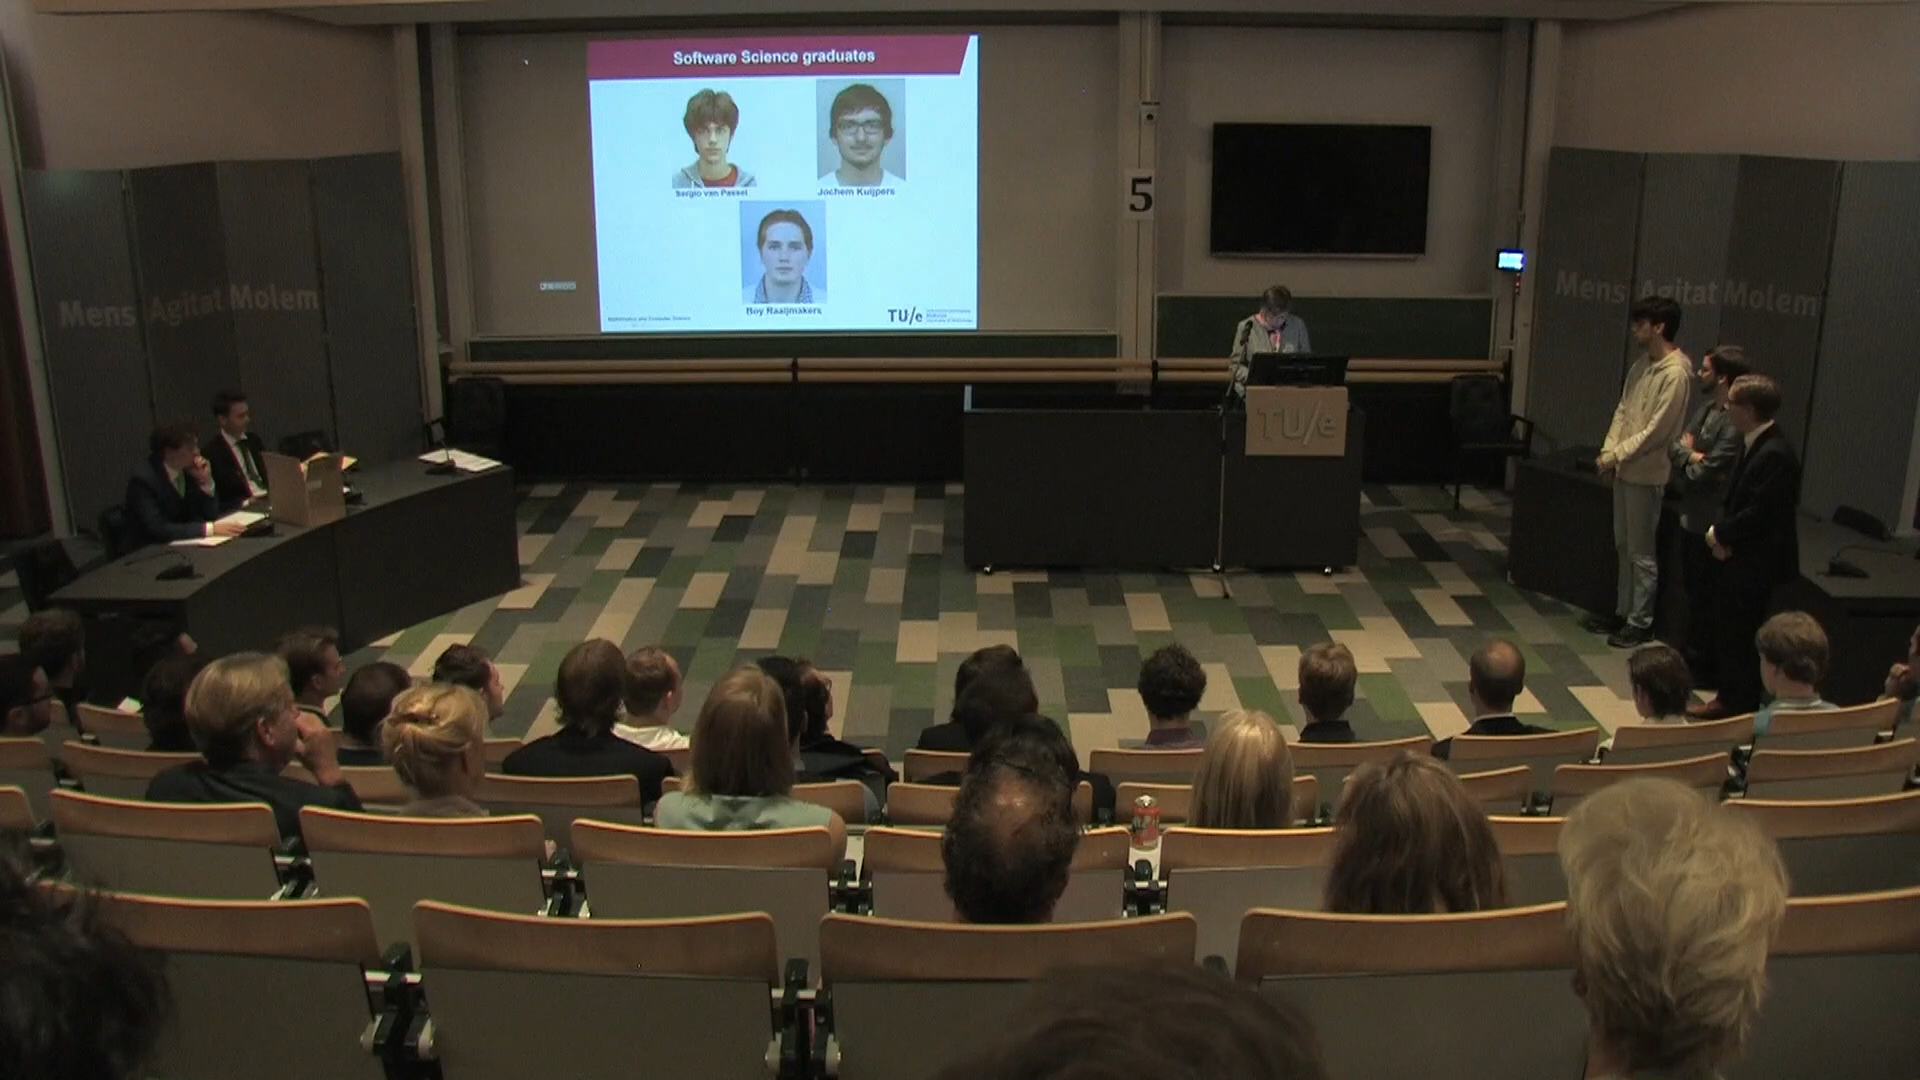 Software Science graduates
Sergio van Passel
Jochem Kuijpers
Boy Raaijmakers
Mathematics and Computer Science
TU/e
5
Mens Agitat Molem
Mens Agitat Molem
TU/e